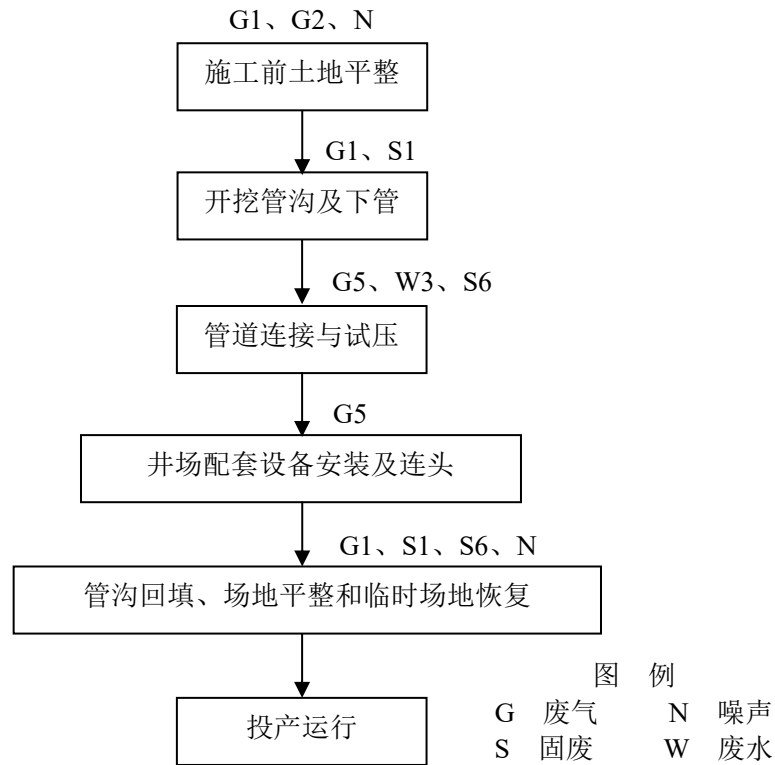 G1、G2、N
施工前土地平整
G1、S1
开挖管沟及下管
G5、W3、S6
管道连接与试压
G5
井场配套设备安装及连头
G1、S1、S6、N
管沟回填、场地平整和临时场地恢复
投产运行
图 例
G 废气 N 噪声
S 固废 W 废水